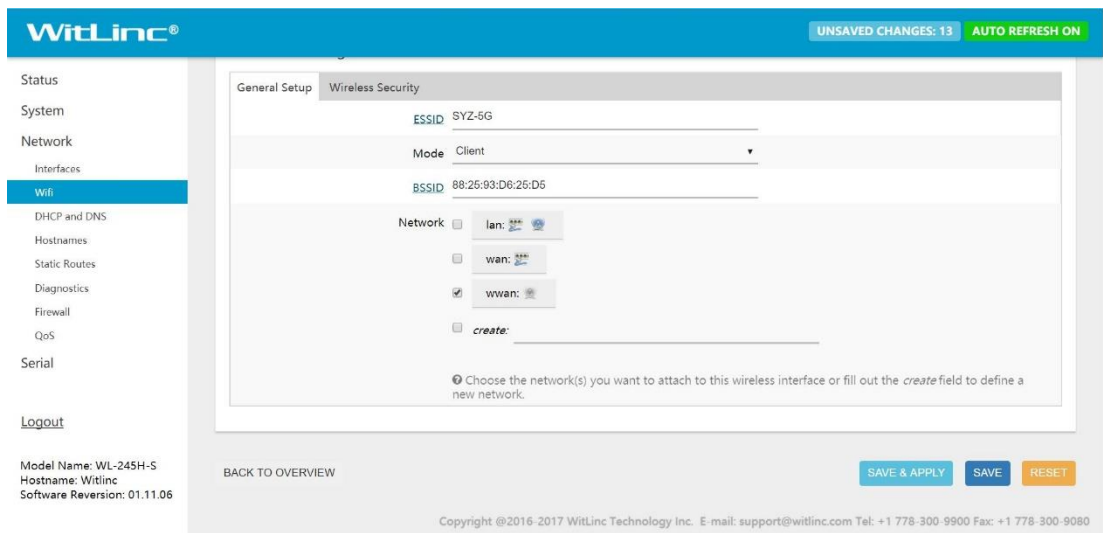 WitLinc®
UNSAVED CHANGES: 13
AUTO REFRESH ON
Status
System
Network
Interfaces
Wifi
DHCP and DNS
Hostnames
Static Routes
Diagnostics
Firewall
QoS
Serial
Logout
Model Name: WL-245H-S
Hostname: Witlinc
Software Reversion: 01.11.06
General Setup
Wireless Security
ESSID SYZ-5G
Mode Client
BSSID 88:25:93:D6:25:D5
Network lan:
wan:
wwan:
create:
Choose the network(s) you want to attach to this wireless interface or fill out the create field to define a
new network.
BACK TO OVERVIEW
SAVE & APPLY
SAVE
RESET
Copyright @2016-2017 WitLinc Technology Inc. E-mail: support@witlinc.com Tel: +1 778-300-9900 Fax: +1 778-300-9080